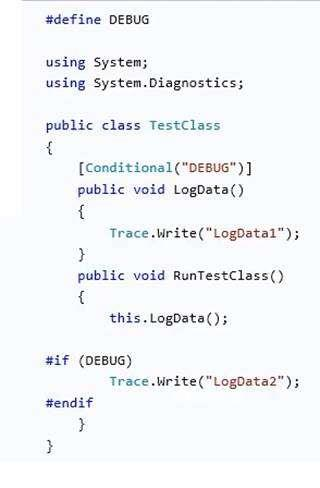 #define DEBUG
using System;
using System.Diagnostics;
public class TestClass
{
[Conditional("DEBUG")]
public void LogData()
{
Trace.Write("LogData1");
}
public void RunTestClass()
{
this.LogData();
#if (DEBUG)
Trace.Write("LogData2");
#endif
}
}